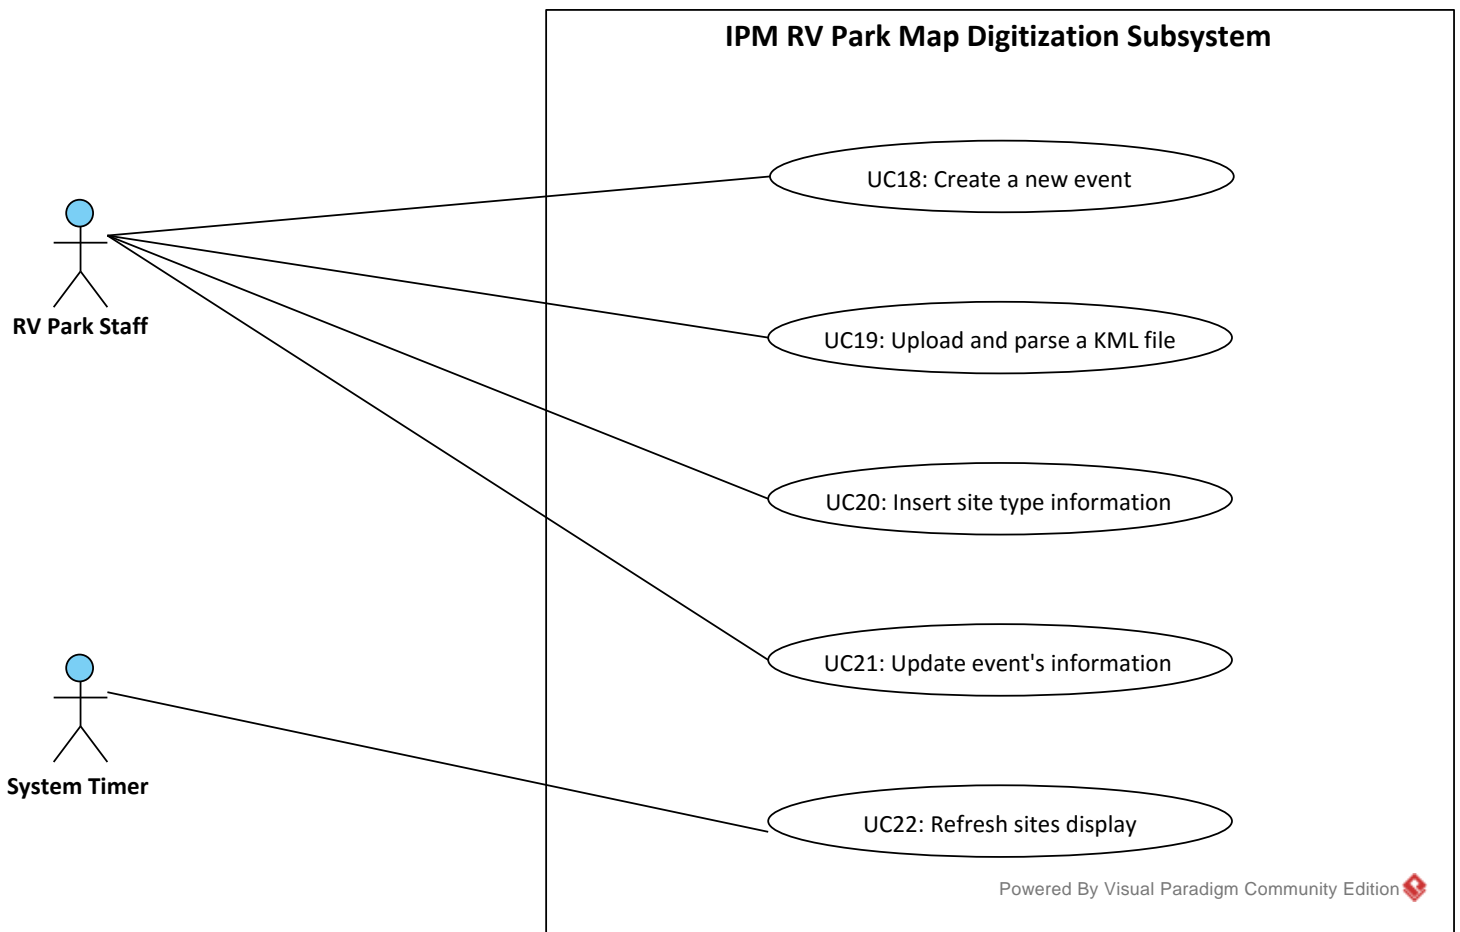 IPM RV Park Map Digitization Subsystem
UC18: Create a new event
RV Park Staff
UC19: Upload and parse a KML file
UC20: Insert site type information
UC21: Update event's information
System Timer
UC22: Refresh sites display
Powered By Visual Paradigm Community Edition